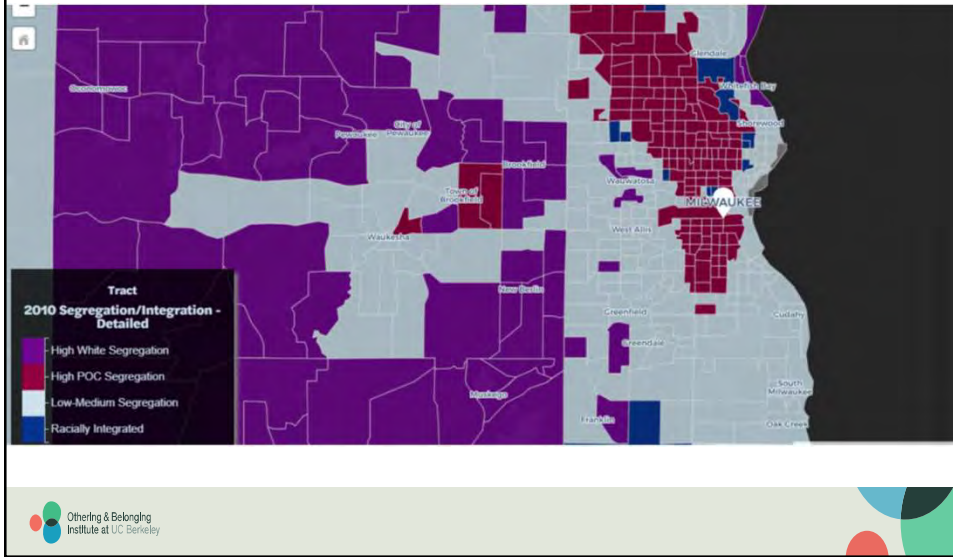 Glendale
Whitefish Bay
Oconomowoc
Shorewood
City of
Pewaukee
Pewaukee
Brookfield
Wauwatosa
Town of
Brookfield
MILWAUKEE
West Allis
Waukesha
New Berlin
Greenfield
Cudahy
Greendale
South
Milwaukee
Muskego
Franklin
Oak Creek
Tract
2010 Segregation/Integration -
Detailed
High White Segregation
High POC Segregation
Low-Medium Segregation
Racially Integrated
Othering & Belonging
Institute at UC Berkeley